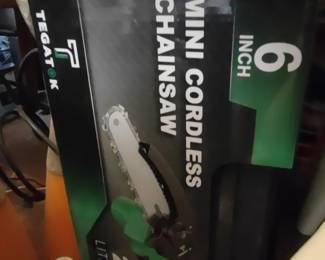 TEGATOK
MINI CORDLESS
CHAINSAW
6
INCH